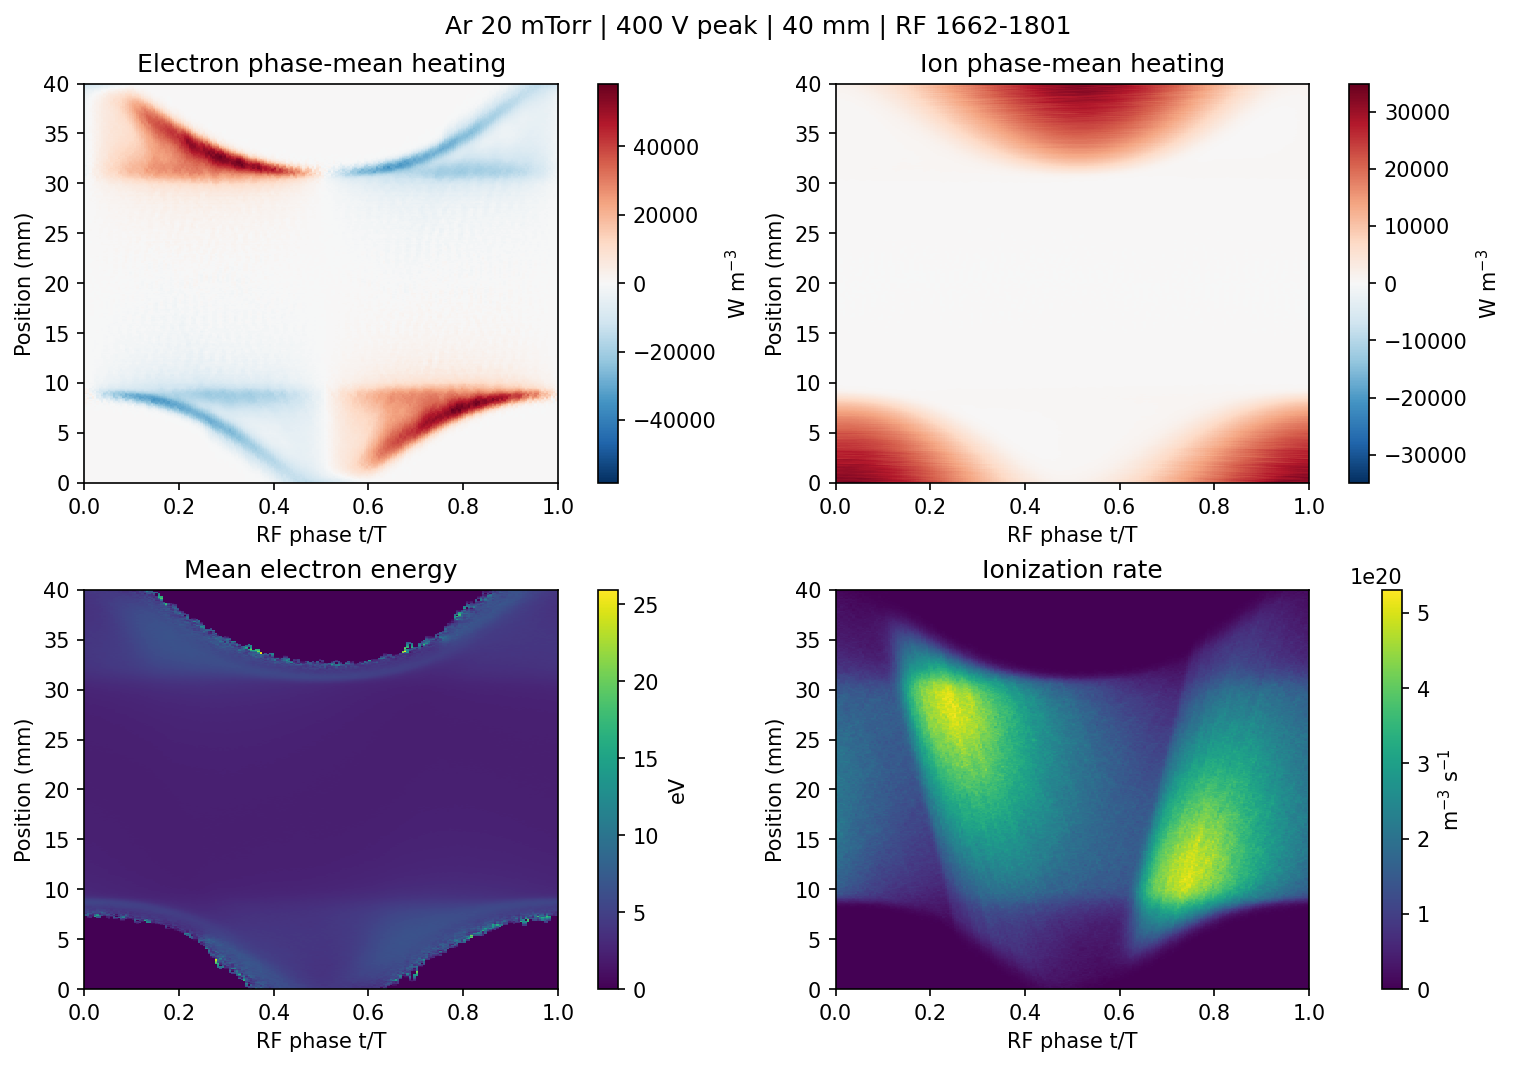 Ar 20 mTorr | 400 V peak | 40 mm | RF 1662-1801
Electron phase-mean heating
Position (mm)
40
35
30
25
20
15
10
5
0
0.0 0.2 0.4 0.6 0.8 1.0
RF phase t/T
40000
20000
0
−20000
−40000
W m⁻³
Ion phase-mean heating
Position (mm)
40
35
30
25
20
15
10
5
0
0.0 0.2 0.4 0.6 0.8 1.0
RF phase t/T
30000
20000
10000
0
−10000
−20000
−30000
W m⁻³
Mean electron energy
Position (mm)
40
35
30
25
20
15
10
5
0
0.0 0.2 0.4 0.6 0.8 1.0
RF phase t/T
25
20
15
10
5
0
eV
Ionization rate
Position (mm)
40
35
30
25
20
15
10
5
0
0.0 0.2 0.4 0.6 0.8 1.0
RF phase t/T
1e20
5
4
3
2
1
0
m⁻³ s⁻¹